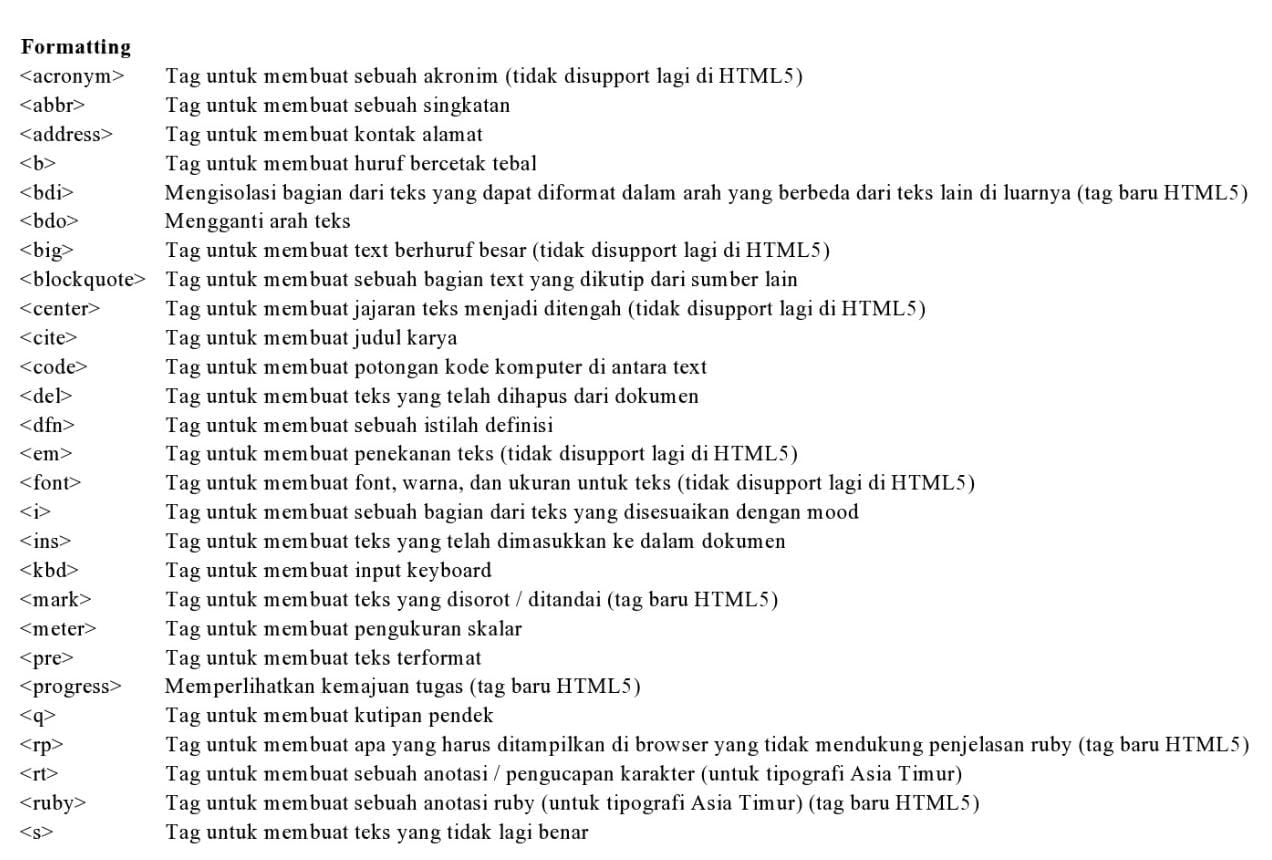 Formatting
<acronym> Tag untuk membuat sebuah akronim (tidak disupport lagi di HTML5)
<abbr> Tag untuk membuat sebuah singkatan
<address> Tag untuk membuat kontak alamat
<b> Tag untuk membuat huruf bercetak tebal
<bdi> Mengisolasi bagian dari teks yang dapat diformat dalam arah yang berbeda dari teks lain di luarnya (tag baru HTML5)
<bdo> Mengganti arah teks
<big> Tag untuk membuat text berhuruf besar (tidak disupport lagi di HTML5)
<blockquote> Tag untuk membuat sebuah bagian text yang dikutip dari sumber lain
<center> Tag untuk membuat jajaran teks menjadi ditengah (tidak disupport lagi di HTML5)
<cite> Tag untuk membuat judul karya
<code> Tag untuk membuat potongan kode komputer di antara text
<del> Tag untuk membuat teks yang telah dihapus dari dokumen
<dfn> Tag untuk membuat sebuah istilah definisi
<em> Tag untuk membuat penekanan teks (tidak disupport lagi di HTML5)
<font> Tag untuk membuat font, warna, dan ukuran untuk teks (tidak disupport lagi di HTML5)
<i> Tag untuk membuat sebuah bagian dari teks yang disesuaikan dengan mood
<ins> Tag untuk membuat teks yang telah dimasukkan ke dalam dokumen
<kbd> Tag untuk membuat input keyboard
<mark> Tag untuk membuat teks yang disorot / ditandai (tag baru HTML5)
<meter> Tag untuk membuat pengukuran skalar
<pre> Tag untuk membuat teks terformat
<progress> Memperlihatkan kemajuan tugas (tag baru HTML5)
<q> Tag untuk membuat kutipan pendek
<rp> Tag untuk membuat apa yang harus ditampilkan di browser yang tidak mendukung penjelasan ruby (tag baru HTML5)
<rt> Tag untuk membuat sebuah anotasi / pengucapan karakter (untuk tipografi Asia Timur)
<ruby> Tag untuk membuat sebuah anotasi ruby (untuk tipografi Asia Timur) (tag baru HTML5)
<s> Tag untuk membuat teks yang tidak lagi benar